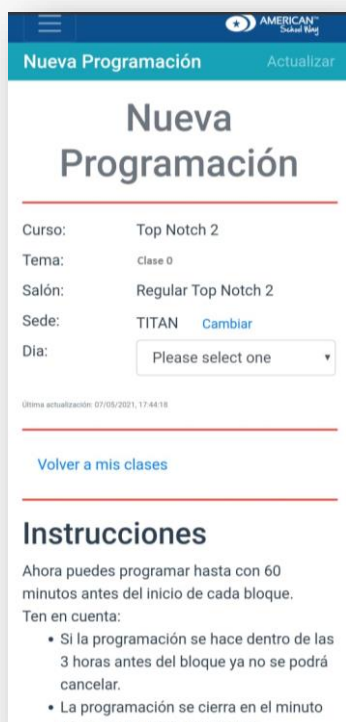 AMERICAN™
School Way
Nueva Programación Actualizar
Nueva
Programación
Curso: Top Notch 2
Tema: Clase 0
Salón: Regular Top Notch 2
Sede: TITAN Cambiar
Dia: Please select one
Última actualización: 07/05/2021, 17:44:18
Volver a mis clases
Instrucciones
Ahora puedes programar hasta con 60
minutos antes del inicio de cada bloque.
Ten en cuenta:
• Si la programación se hace dentro de las
3 horas antes del bloque ya no se podrá
cancelar.
• La programación se cierra en el minuto